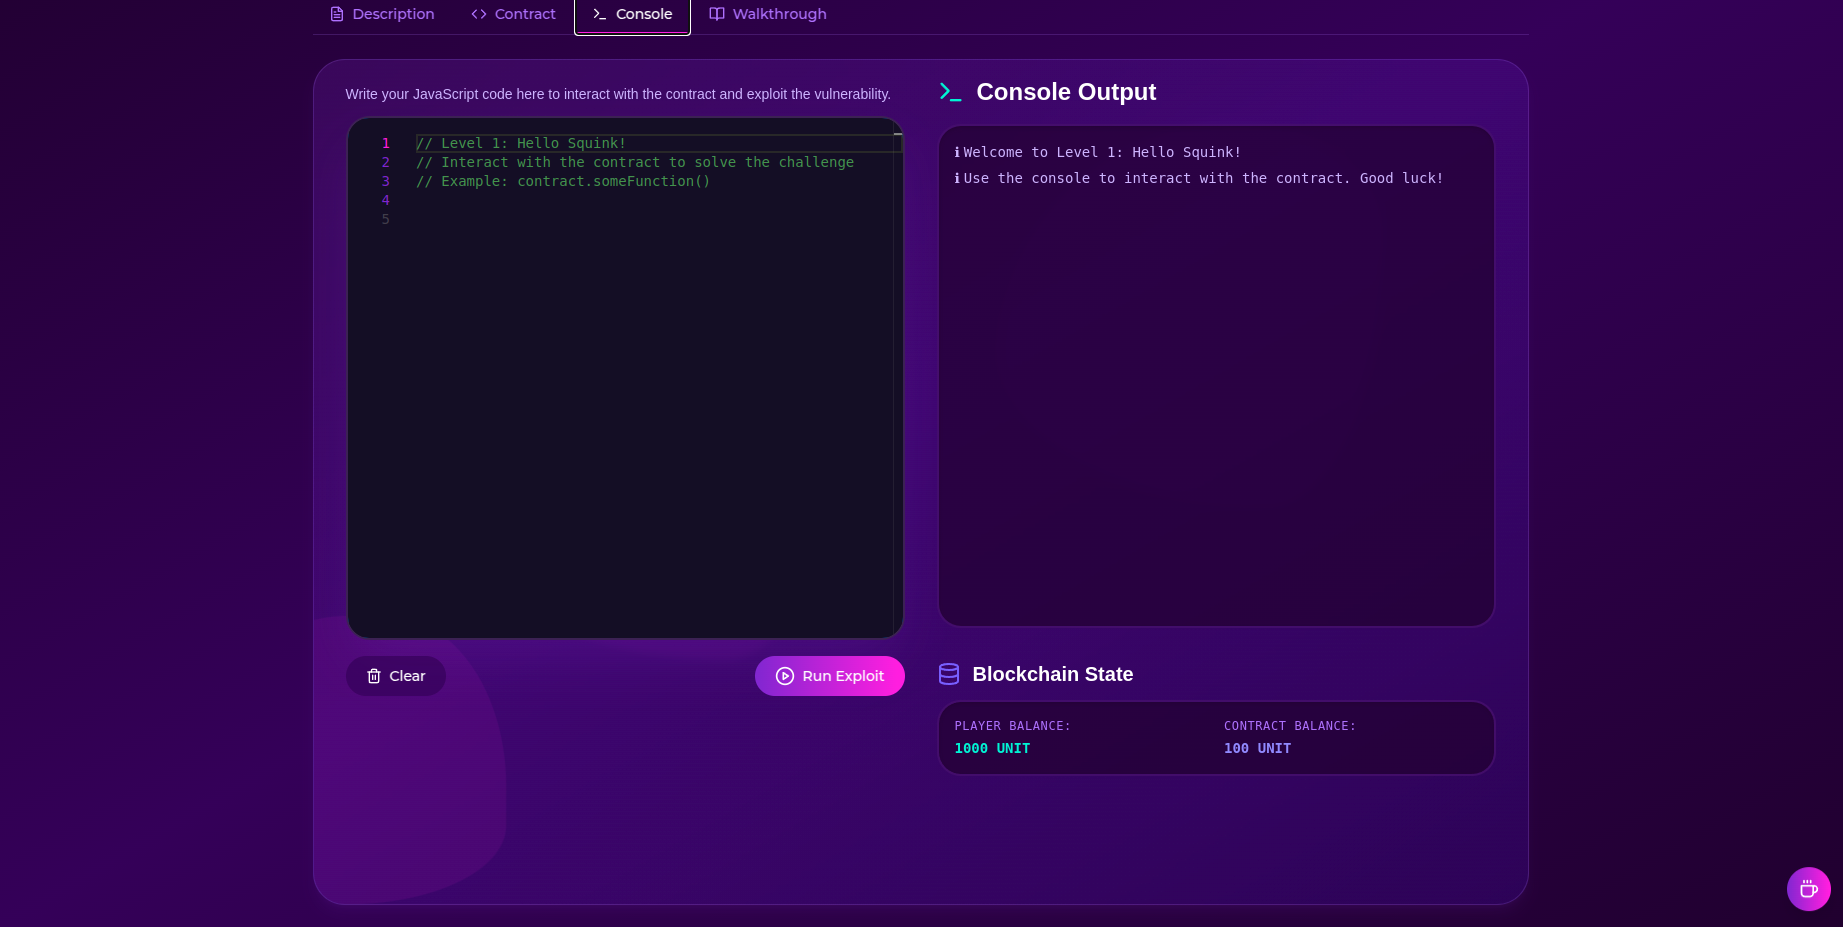 Description Contract Console Walkthrough
Write your JavaScript code here to interact with the contract and exploit the vulnerability.
1 // Level 1: Hello Squink!
2 // Interact with the contract to solve the challenge
3 // Example: contract.someFunction()
4
5
Clear
Run Exploit
Console Output
ℹ Welcome to Level 1: Hello Squink!
ℹ Use the console to interact with the contract. Good luck!
Blockchain State
PLAYER BALANCE: CONTRACT BALANCE:
1000 UNIT 100 UNIT